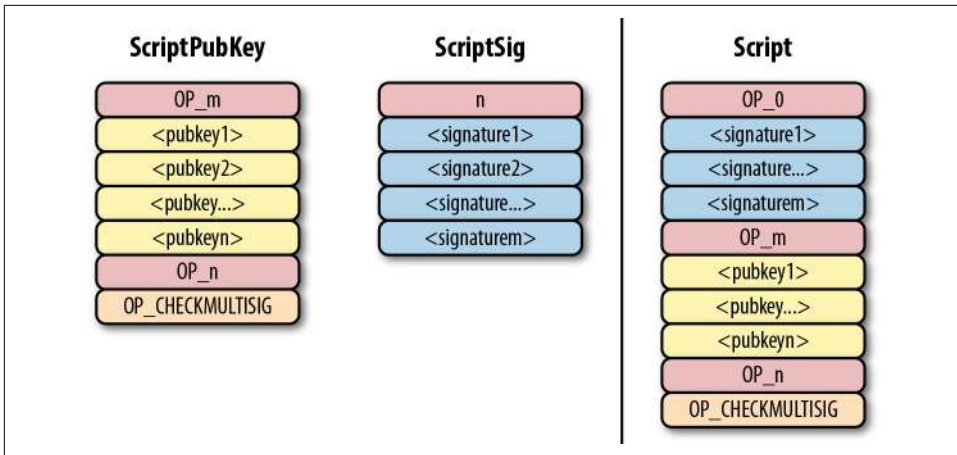 ScriptPubKey
OP_m
<pubkey1>
<pubkey2>
<pubkey...>
<pubkeyn>
OP_n
OP_CHECKMULTISIG
ScriptSig
n
<signature1>
<signature2>
<signature...>
<signaturem>
Script
OP_0
<signature1>
<signature...>
<signaturem>
OP_m
<pubkey1>
<pubkey...>
<pubkeyn>
OP_n
OP_CHECKMULTISIG